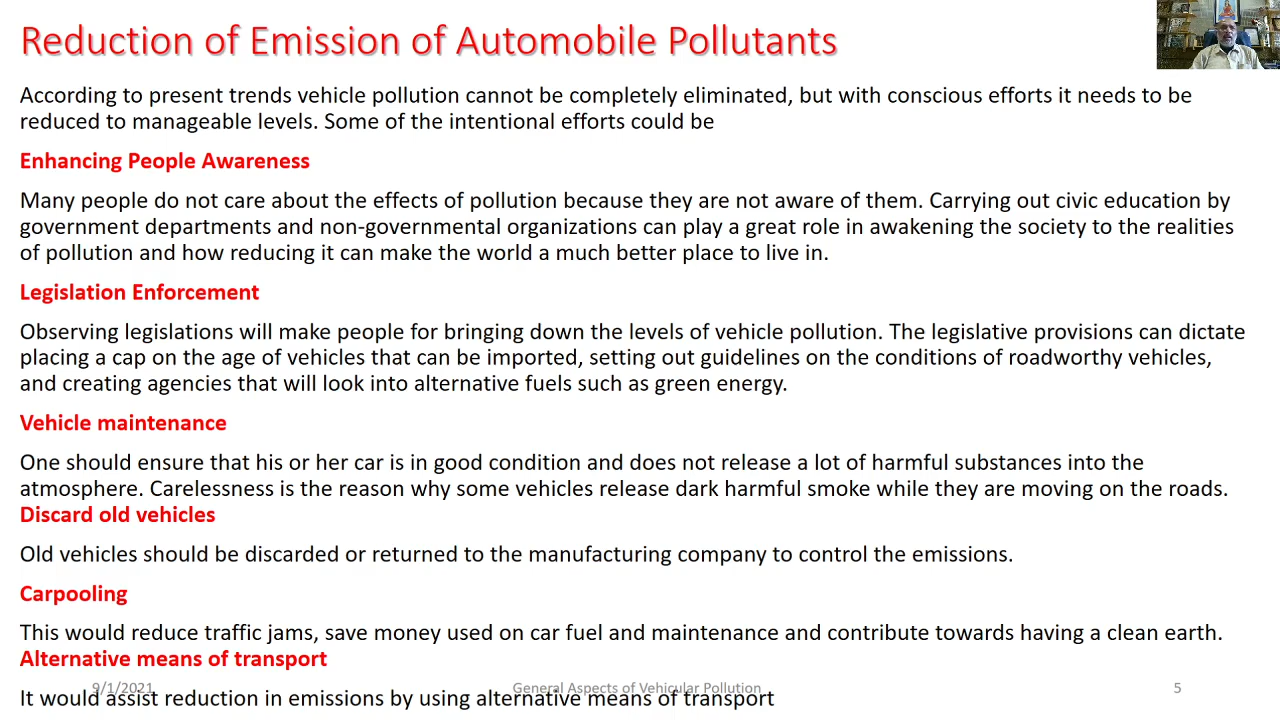 Reduction of Emission of Automobile Pollutants
According to present trends vehicle pollution cannot be completely eliminated, but with conscious efforts it needs to be
reduced to manageable levels. Some of the intentional efforts could be
Enhancing People Awareness
Many people do not care about the effects of pollution because they are not aware of them. Carrying out civic education by
government departments and non-governmental organizations can play a great role in awakening the society to the realities
of pollution and how reducing it can make the world a much better place to live in.
Legislation Enforcement
Observing legislations will make people for bringing down the levels of vehicle pollution. The legislative provisions can dictate
placing a cap on the age of vehicles that can be imported, setting out guidelines on the conditions of roadworthy vehicles,
and creating agencies that will look into alternative fuels such as green energy.
Vehicle maintenance
One should ensure that his or her car is in good condition and does not release a lot of harmful substances into the
atmosphere. Carelessness is the reason why some vehicles release dark harmful smoke while they are moving on the roads.
Discard old vehicles
Old vehicles should be discarded or returned to the manufacturing company to control the emissions.
Carpooling
This would reduce traffic jams, save money used on car fuel and maintenance and contribute towards having a clean earth.
Alternative means of transport
It would assist reduction in emissions by using alternative means of transport
9/1/2021
General Aspects of Vehicular Pollution
5